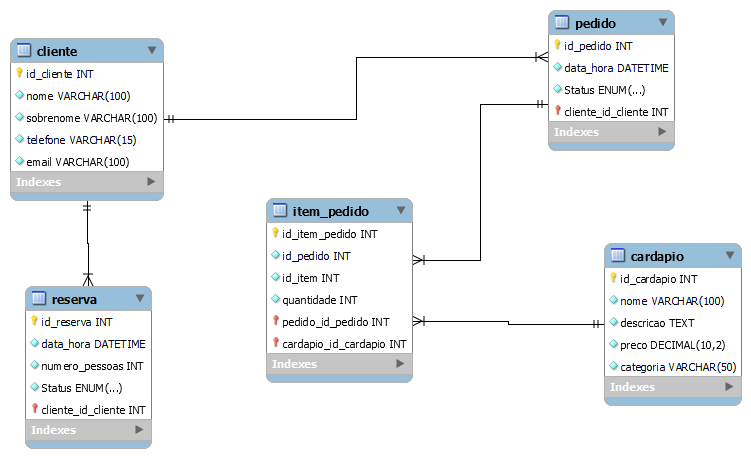 cliente
id_cliente INT
nome VARCHAR(100)
sobrenome VARCHAR(100)
telefone VARCHAR(15)
email VARCHAR(100)
Indexes
pedido
id_pedido INT
data_hora DATETIME
Status ENUM(...)
cliente_id_cliente INT
Indexes
item_pedido
id_item_pedido INT
id_pedido INT
id_item INT
quantidade INT
pedido_id_pedido INT
cardapio_id_cardapio INT
Indexes
cardapio
id_cardapio INT
nome VARCHAR(100)
descricao TEXT
preco DECIMAL(10,2)
categoria VARCHAR(50)
Indexes
reserva
id_reserva INT
data_hora DATETIME
numero_pessoas INT
Status ENUM(...)
cliente_id_cliente INT
Indexes